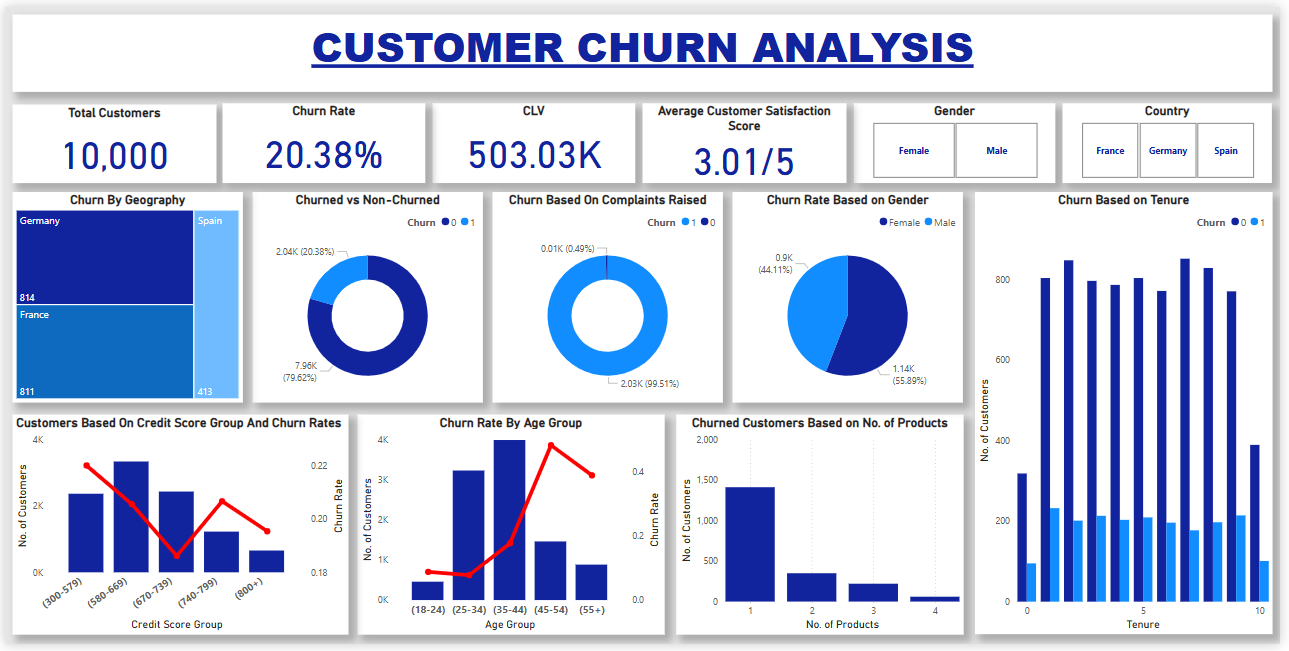 CUSTOMER CHURN ANALYSIS
Total Customers
10,000
Churn Rate
20.38%
CLV
503.03K
Average Customer Satisfaction
Score
3.01/5
Gender
Female Male
Country
France Germany Spain
Churn By Geography
Germany
814
France
811
Spain
413
Churned vs Non-Churned
Churn 0 1
2.04K (20.38%)
7.96K
(79.62%)
Churn Based On Complaints Raised
Churn 1 0
0.01K (0.49%)
2.03K (99.51%)
Churn Rate Based on Gender
Female Male
0.9K
(44.11%)
1.14K
(55.89%)
Churn Based on Tenure
Churn 0 1
No. of Customers
800
600
400
200
0
0 5 10
Tenure
Customers Based On Credit Score Group And Churn Rates
No. of Customers
4K
2K
0K
Churn Rate
0.22
0.20
0.18
(300-579) (580-669) (670-739) (740-799) (800+)
Credit Score Group
Churn Rate By Age Group
No. of Customers
4K
3K
2K
1K
0K
Churn Rate
0.4
0.2
0.0
(18-24) (25-34) (35-44) (45-54) (55+)
Age Group
Churned Customers Based on No. of Products
No. of Customers
2,000
1,500
1,000
500
0
1 2 3 4
No. of Products